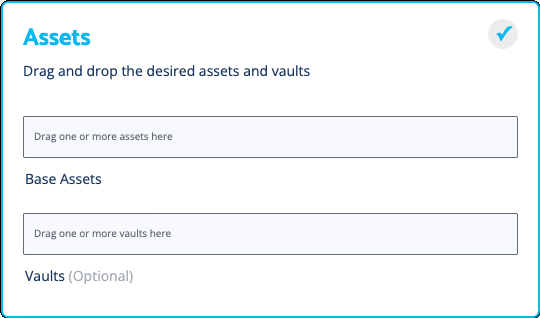 Assets
Drag and drop the desired assets and vaults
Drag one or more assets here
Base Assets
Drag one or more vaults here
Vaults (Optional)